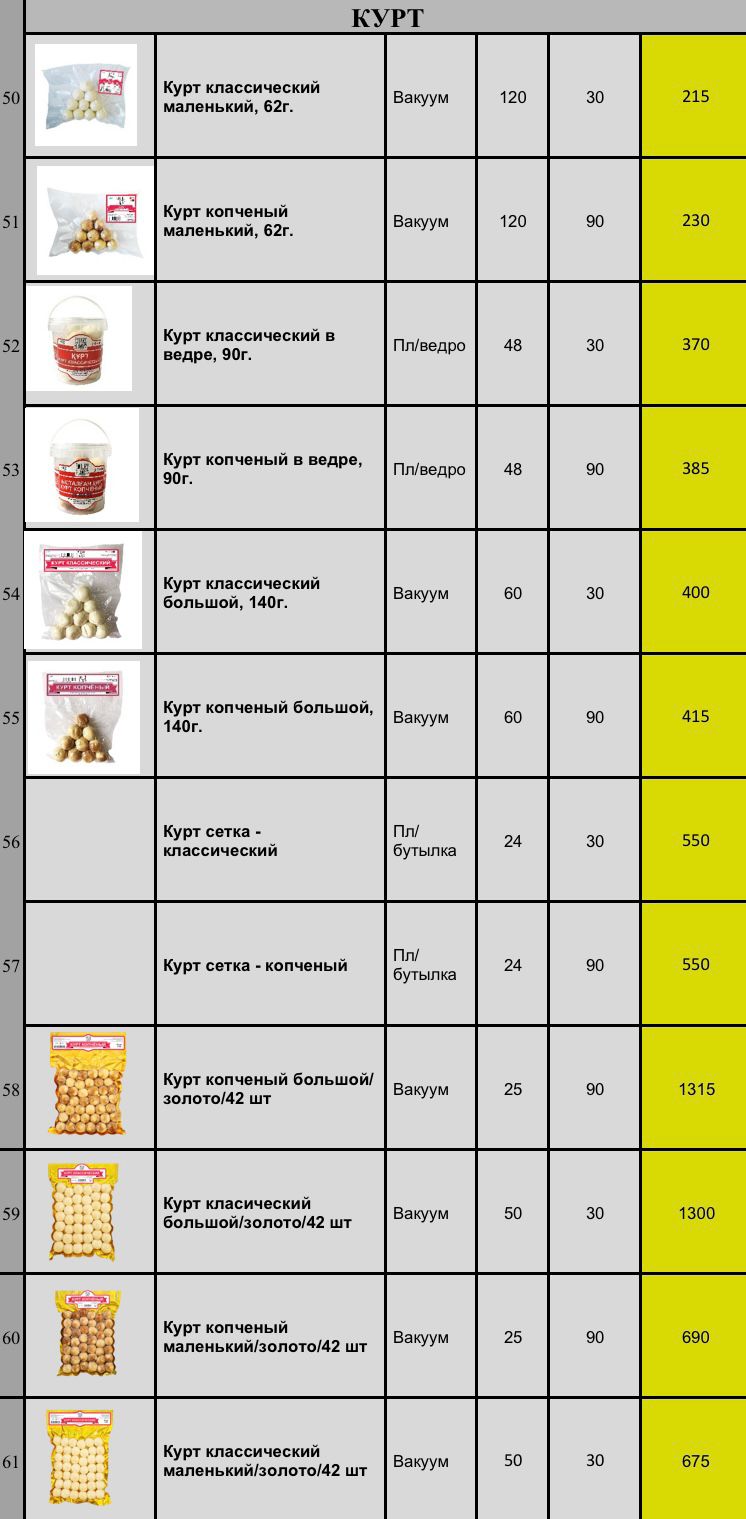 КУРТ
50
Курт классический
маленький, 62г.
Вакуум
120
30
215
51
Курт копченый
маленький, 62г.
Вакуум
120
90
230
52
ҚҰРТ
КУРТ КЛАССИЧЕСКИЙ
Курт классический в
ведре, 90г.
Пл/ведро
48
30
370
53
ЫСТАЛҒАН ҚҰРТ
КУРТ КОПЧЕНЫЙ
Курт копченый в ведре,
90г.
Пл/ведро
48
90
385
54
КУРТ КЛАССИЧЕСКИЙ
Курт классический
большой, 140г.
Вакуум
60
30
400
55
КУРТ КОПЧЁНЫЙ
Курт копченый большой,
140г.
Вакуум
60
90
415
56
Курт сетка -
классический
Пл/
бутылка
24
30
550
57
Курт сетка - копченый
Пл/
бутылка
24
90
550
58
Курт копченый большой/
золото/42 шт
Вакуум
25
90
1315
59
Курт класический
большой/золото/42 шт
Вакуум
50
30
1300
60
Курт копченый
маленький/золото/42 шт
Вакуум
25
90
690
61
Курт классический
маленький/золото/42 шт
Вакуум
50
30
675